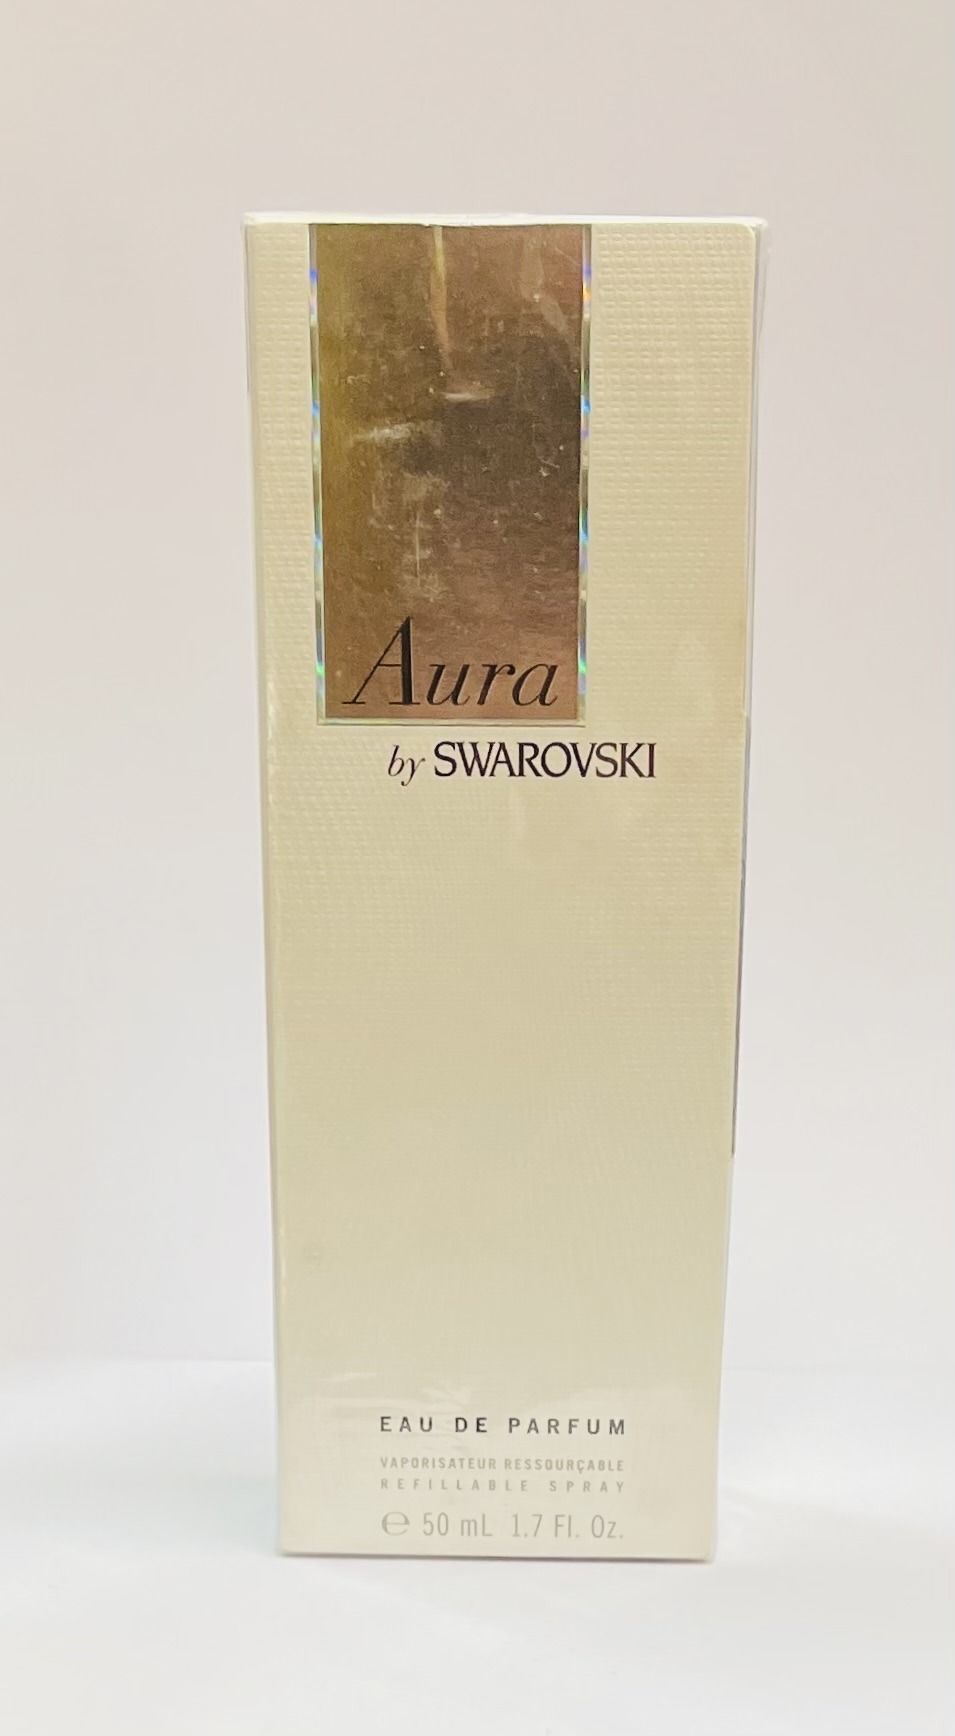 Aura
by SWAROVSKI
EAU DE PARFUM
VAPORISATEUR RESSOURÇABLE
REFILLABLE SPRAY
℮ 50 mL 1.7 Fl. Oz.